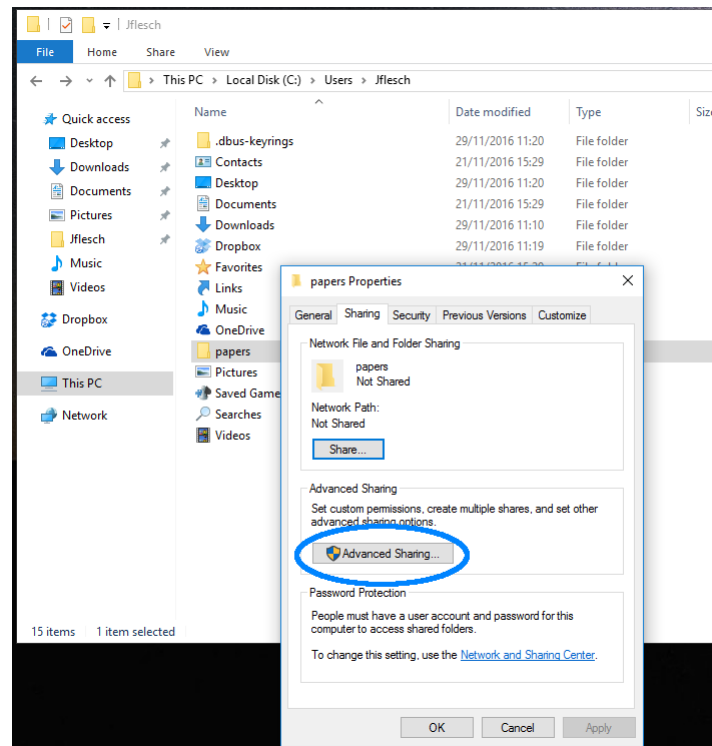 Jflesch
File Home Share View
This PC > Local Disk (C:) > Users > Jflesch
Name Date modified Type
Quick access
Desktop
Downloads
Documents
Pictures
Jflesch
Music
Videos
Dropbox
OneDrive
This PC
Network
.dbus-keyrings 29/11/2016 11:20 File folder
Contacts 21/11/2016 15:29 File folder
Desktop 29/11/2016 11:20 File folder
Documents 21/11/2016 15:29 File folder
Downloads 29/11/2016 11:10 File folder
Dropbox 29/11/2016 11:19 File folder
Favorites
Links
Music
OneDrive
papers
Pictures
Saved Game
Searches
Videos
15 items 1 item selected
papers Properties
General Sharing Security Previous Versions Customize
Network File and Folder Sharing
papers
Not Shared
Network Path:
Not Shared
Share...
Advanced Sharing
Set custom permissions, create multiple shares, and set other
advanced sharing options.
Advanced Sharing...
Password Protection
People must have a user account and password for this
computer to access shared folders.
To change this setting, use the Network and Sharing Center.
OK Cancel Apply